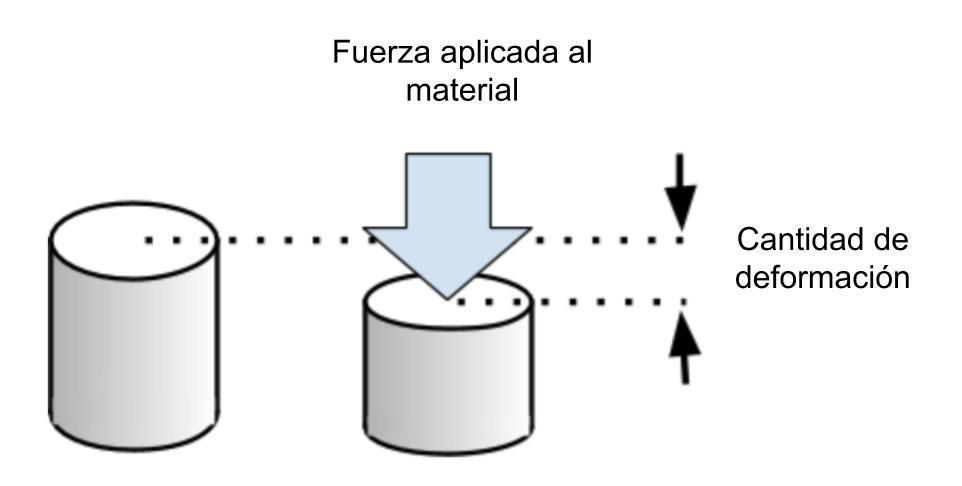 Fuerza aplicada al
material
Cantidad de
deformación